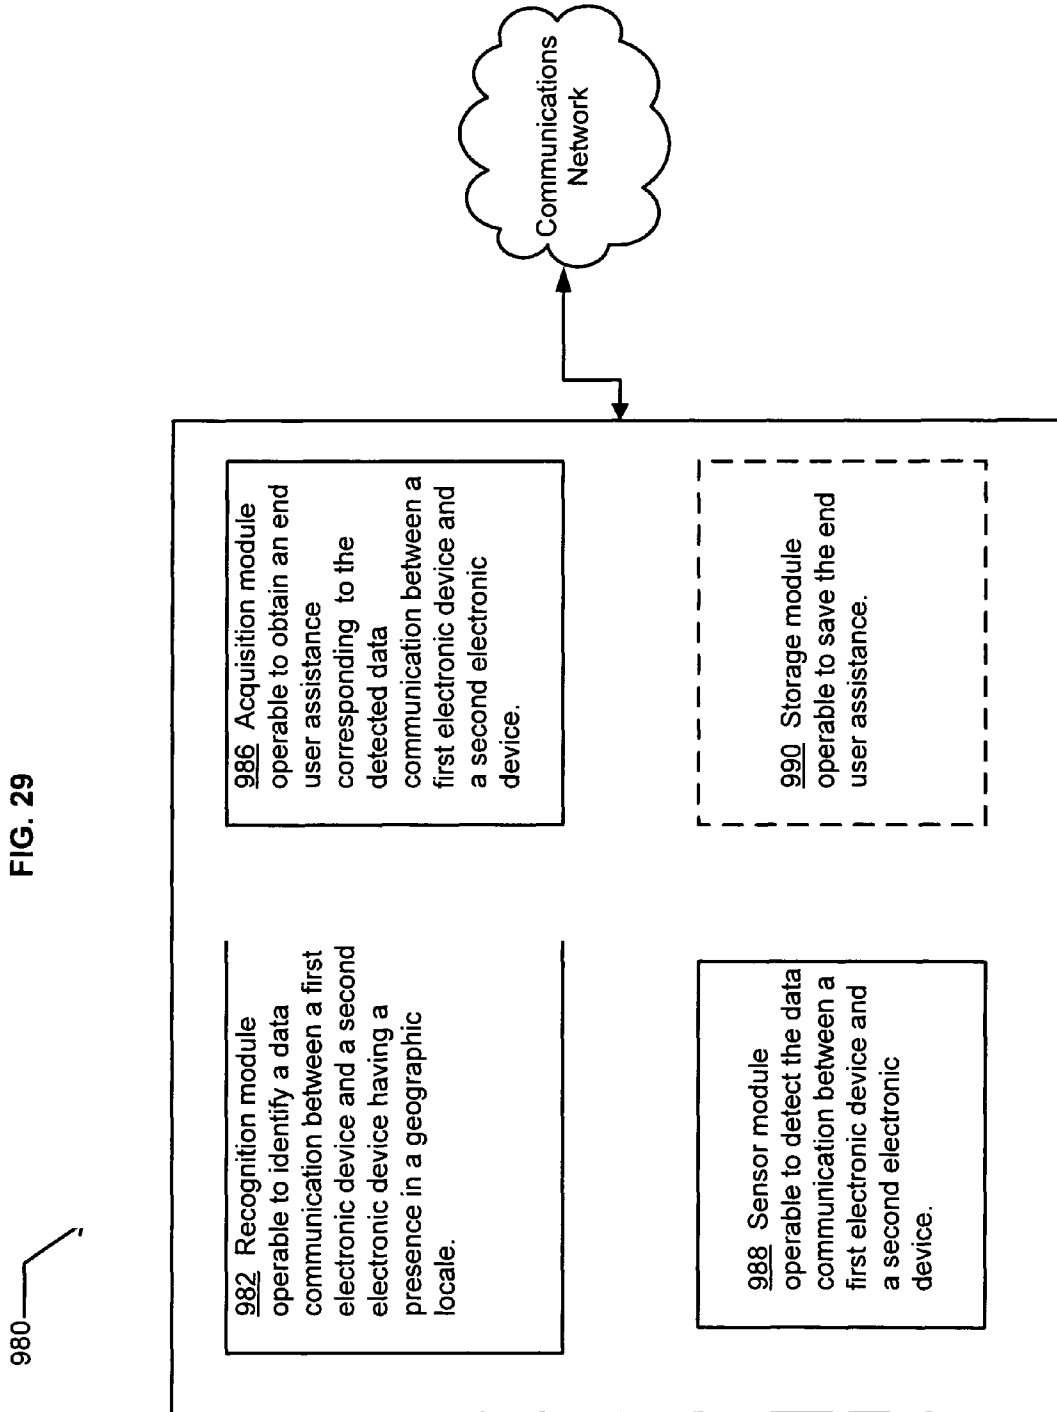 FIG. 29
980
982 Recognition module
operable to identify a data
communication between a first
electronic device and a second
electronic device having a
presence in a geographic
locale.
986 Acquisition module
operable to obtain an end
user assistance
corresponding to the
detected data
communication between a
first electronic device and
a second electronic
device.
988 Sensor module
operable to detect the data
communication between a
first electronic device and
a second electronic
device.
990 Storage module
operable to save the end
user assistance.
Communications
Network